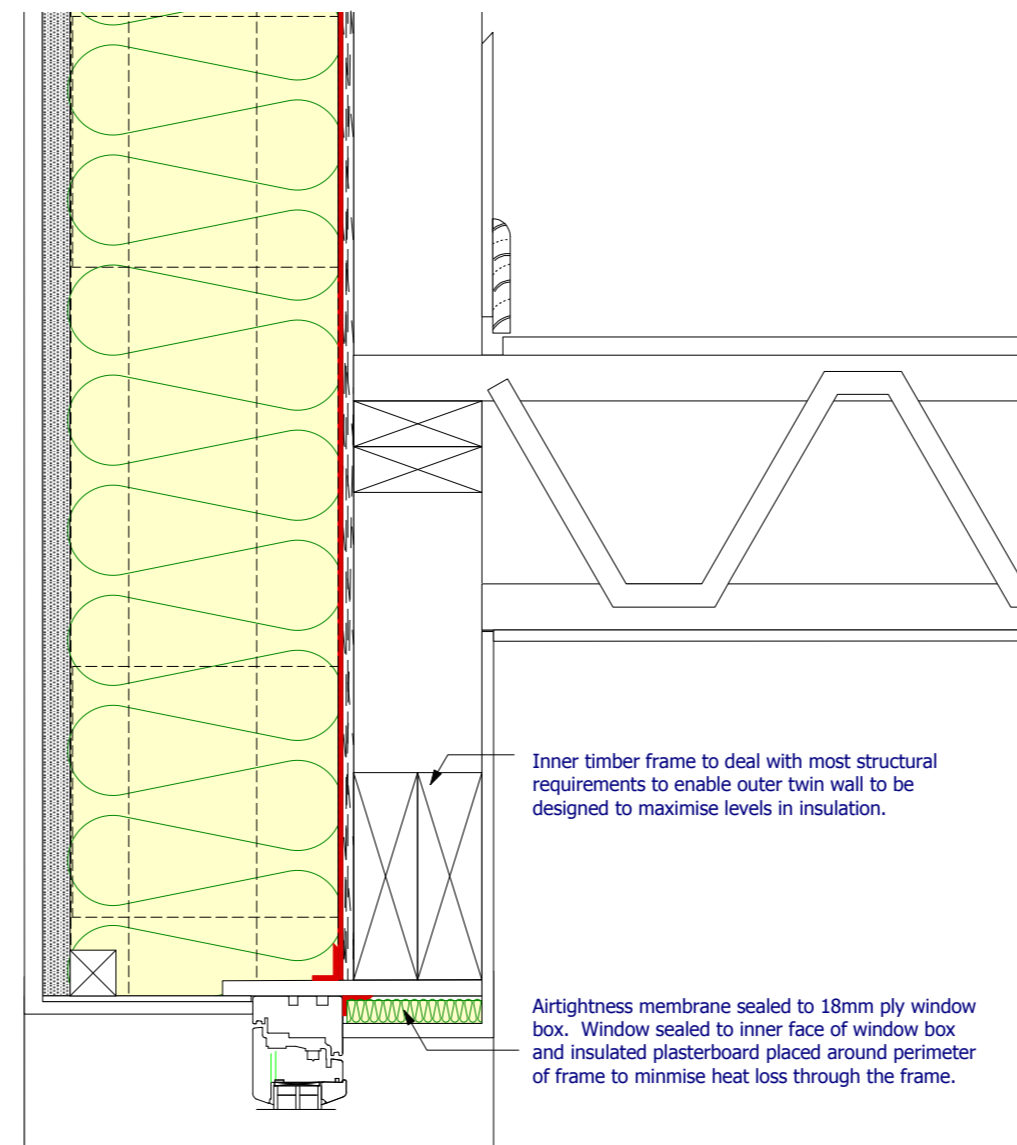 Inner timber frame to deal with most structural
requirements to enable outer twin wall to be
designed to maximise levels in insulation.
Airtightness membrane sealed to 18mm ply window
box.  Window sealed to inner face of window box
and insulated plasterboard placed around perimeter
of frame to minmise heat loss through the frame.